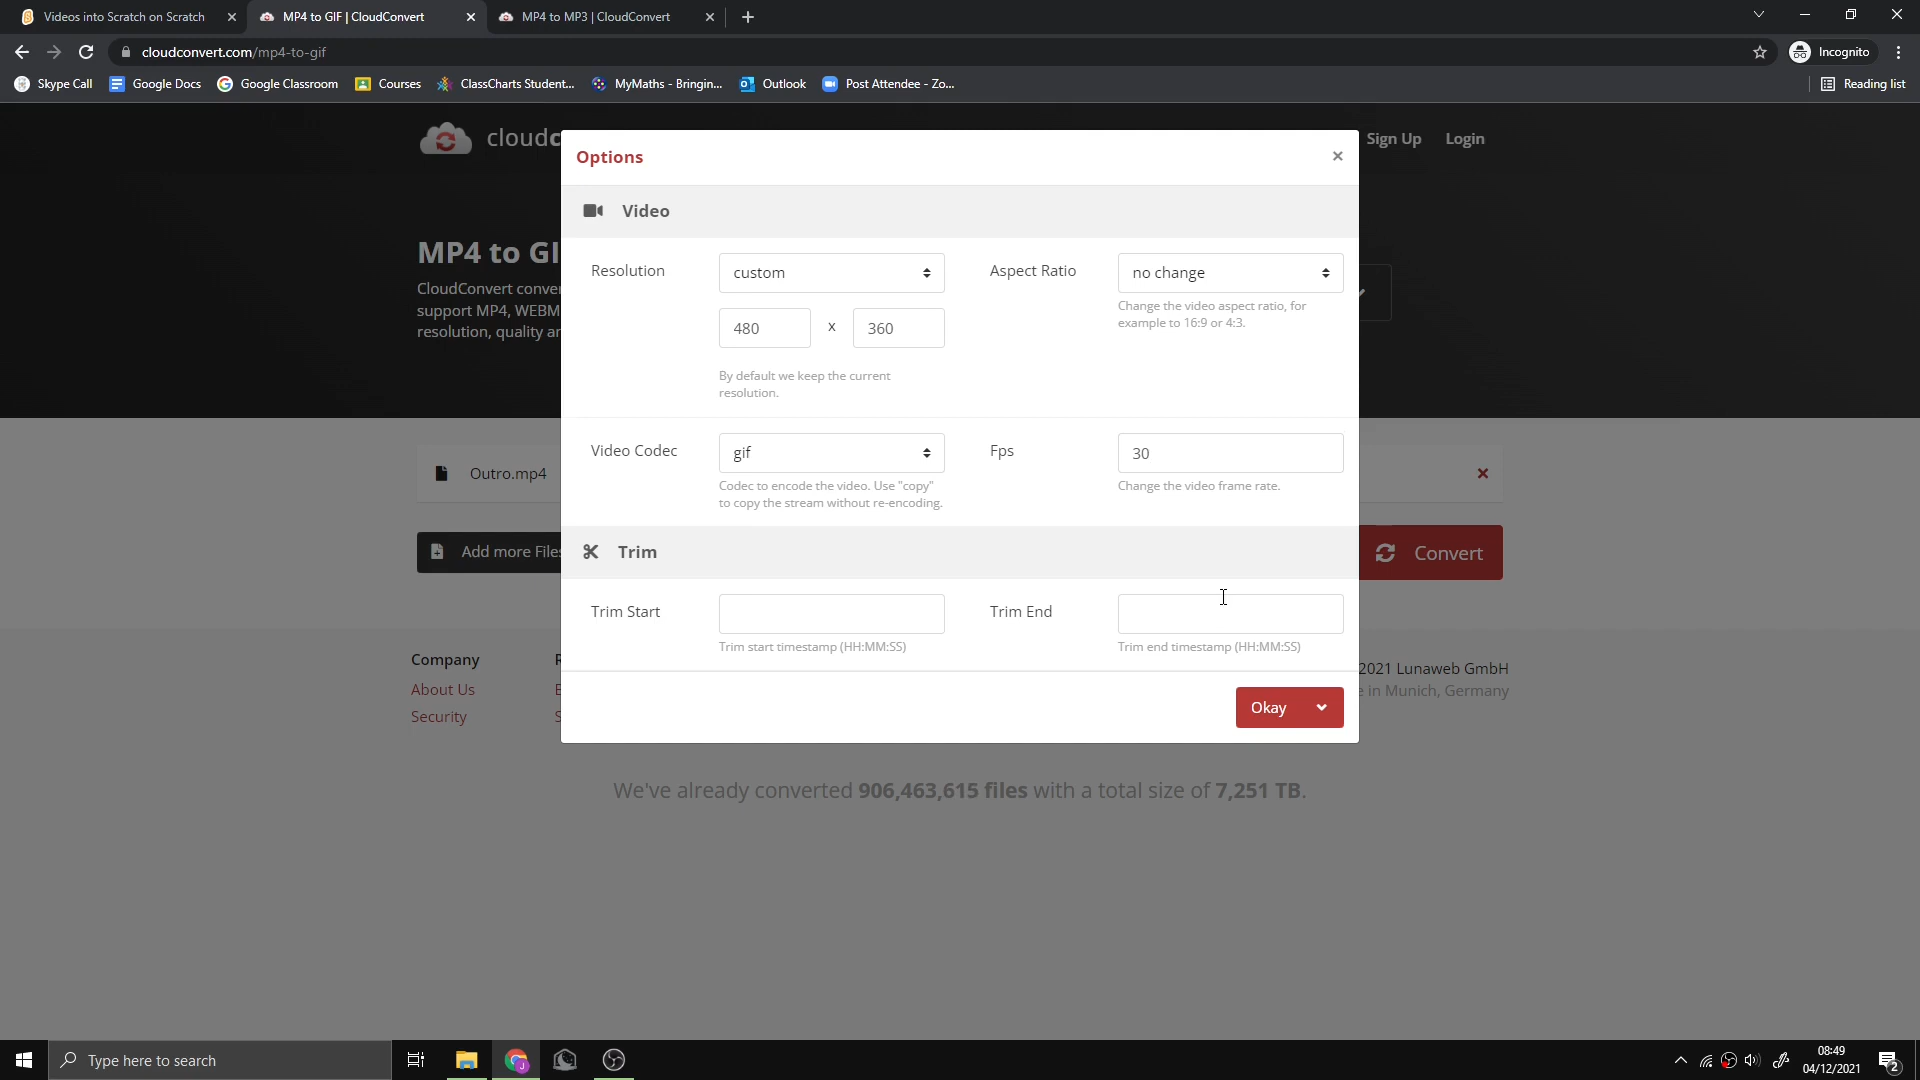 Videos into Scratch on Scratch
MP4 to GIF | CloudConvert
MP4 to MP3 | CloudConvert
cloudconvert.com/mp4-to-gif
Incognito
Skype Call
Google Docs
Google Classroom
Courses
ClassCharts Student...
MyMaths - Bringin...
Outlook
Post Attendee - Zo...
Reading list
cloudc
Sign Up
Login
MP4 to GI
CloudConvert conver
support MP4, WEBM
resolution, quality an
Options
Video
Resolution
custom
480 x 360
By default we keep the current
resolution.
Aspect Ratio
no change
Change the video aspect ratio, for
example to 16:9 or 4:3.
Video Codec
gif
Codec to encode the video. Use "copy"
to copy the stream without re-encoding.
Fps
30
Change the video frame rate.
Outro.mp4
Add more Files
Convert
Trim
Trim Start
Trim start timestamp (HH:MM:SS)
Trim End
Trim end timestamp (HH:MM:SS)
Okay
Company
About Us
Security
2021 Lunaweb GmbH
e in Munich, Germany
We've already converted 906,463,615 files with a total size of 7,251 TB.
Type here to search
08:49
04/12/2021
2